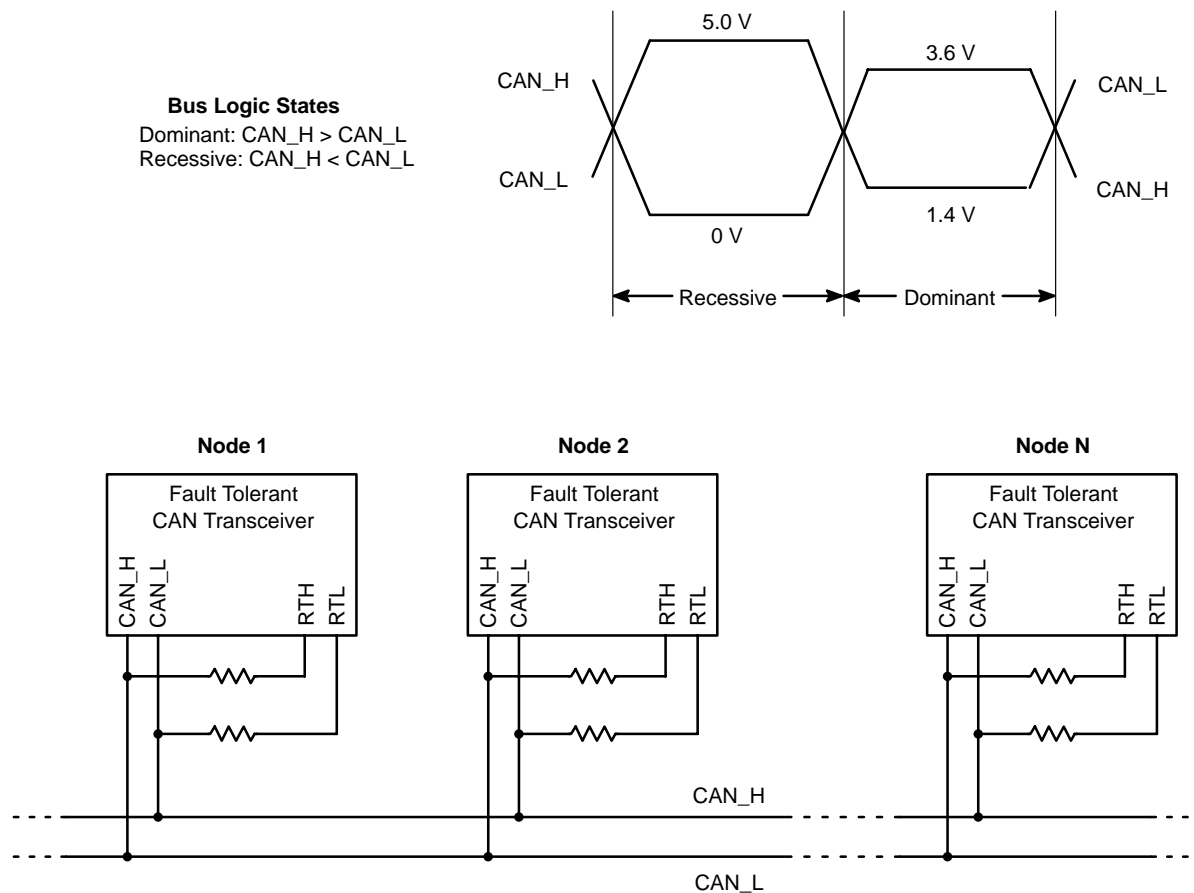 5.0 V
3.6 V
CAN_H
CAN_L
Bus Logic States
Dominant: CAN_H > CAN_L
Recessive: CAN_H < CAN_L
CAN_L
CAN_H
1.4 V
0 V
Recessive
Dominant
Node 1
Node 2
Node N
Fault Tolerant
CAN Transceiver
CAN_H
CAN_L
RTH
RTL
Fault Tolerant
CAN Transceiver
CAN_H
CAN_L
RTH
RTL
Fault Tolerant
CAN Transceiver
CAN_H
CAN_L
RTH
RTL
CAN_H
CAN_L